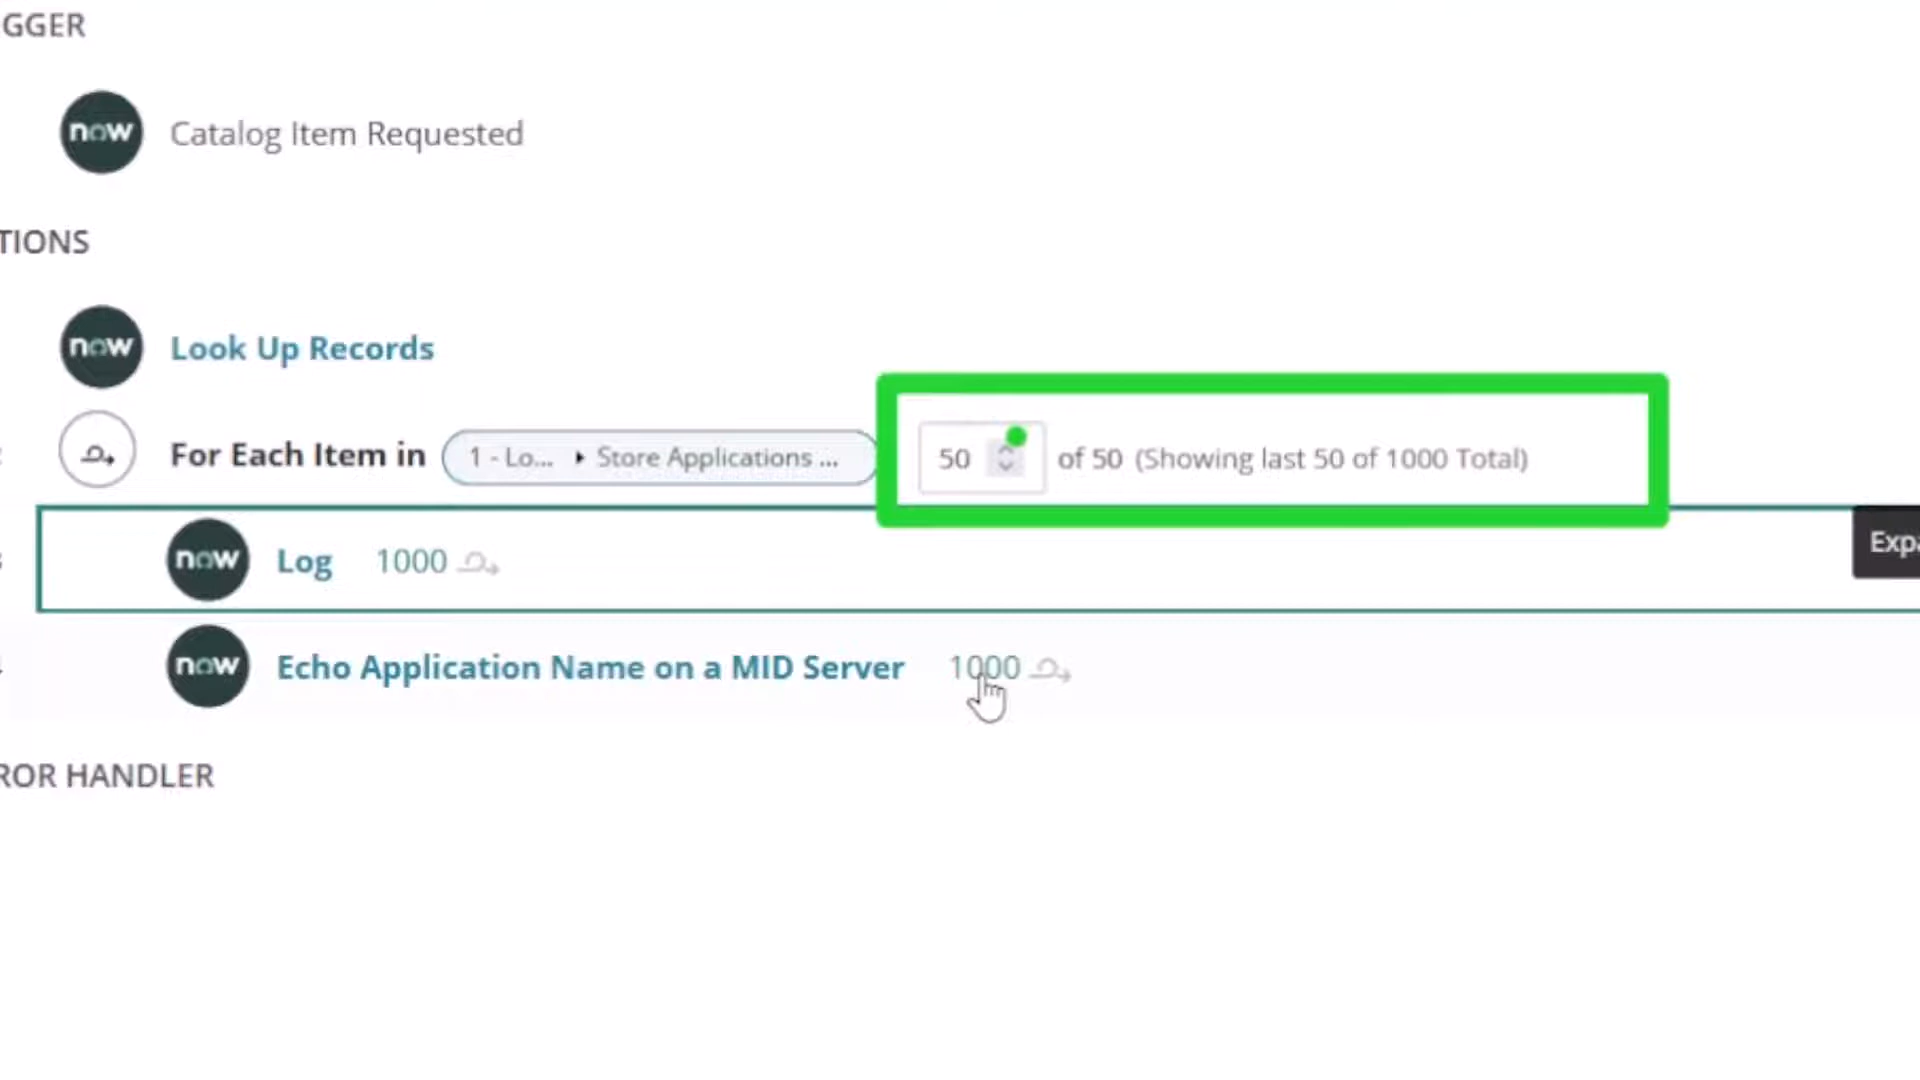 GGER
now Catalog Item Requested
TIONS
now Look Up Records
For Each Item in 1 - Lo... Store Applications ... 50 of 50 (Showing last 50 of 1000 Total)
now Log 1000
Expa
now Echo Application Name on a MID Server 1000
ROR HANDLER